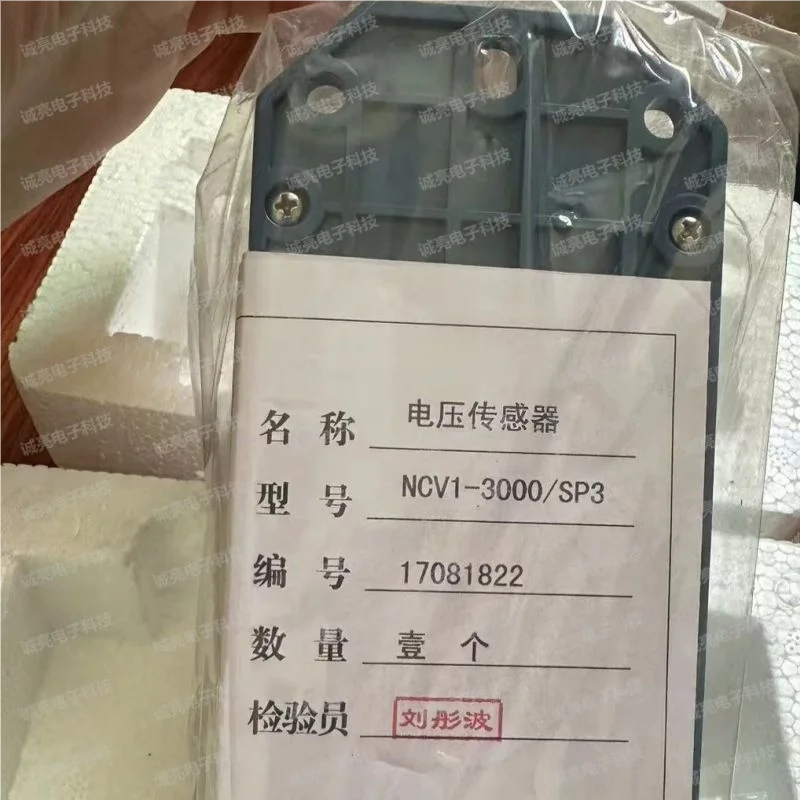 名称 电压传感器
型号 NCV1-3000/SP3
编号 17081822
数量 壹个
检验员 刘彤波
诚亮电子科技